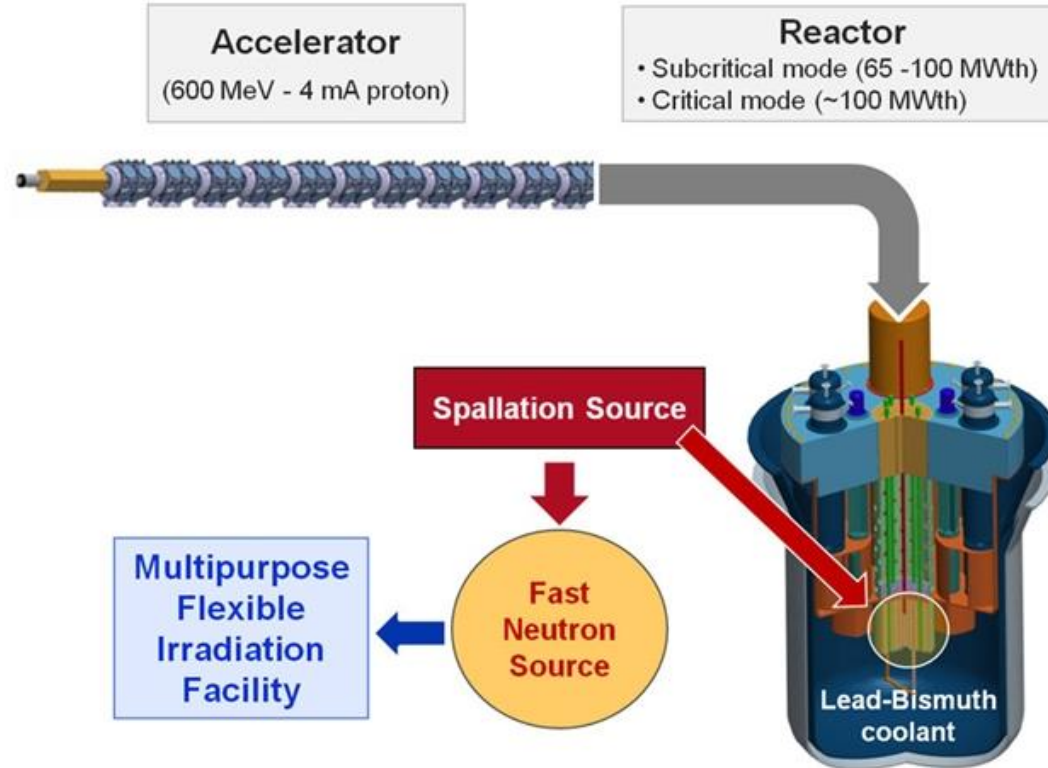 Accelerator
(600 MeV - 4 mA proton)
Reactor
• Subcritical mode (65 -100 MWth)
• Critical mode (~100 MWth)
Spallation Source
Multipurpose
Flexible
Irradiation
Facility
Fast
Neutron
Source
Lead-Bismuth
coolant